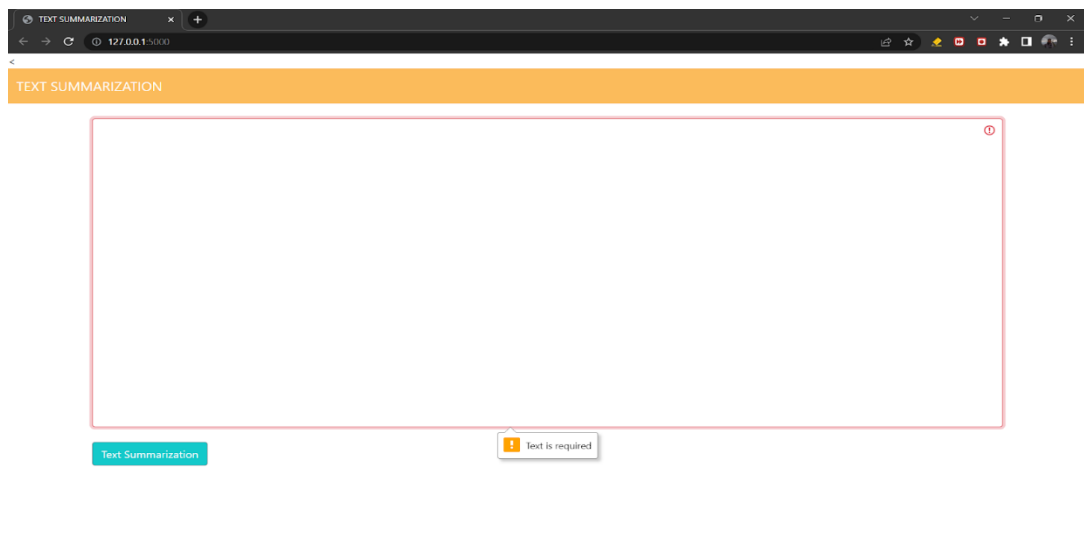 TEXT SUMMARIZATION
127.0.0.1:5000
<
TEXT SUMMARIZATION
Text is required
Text Summarization